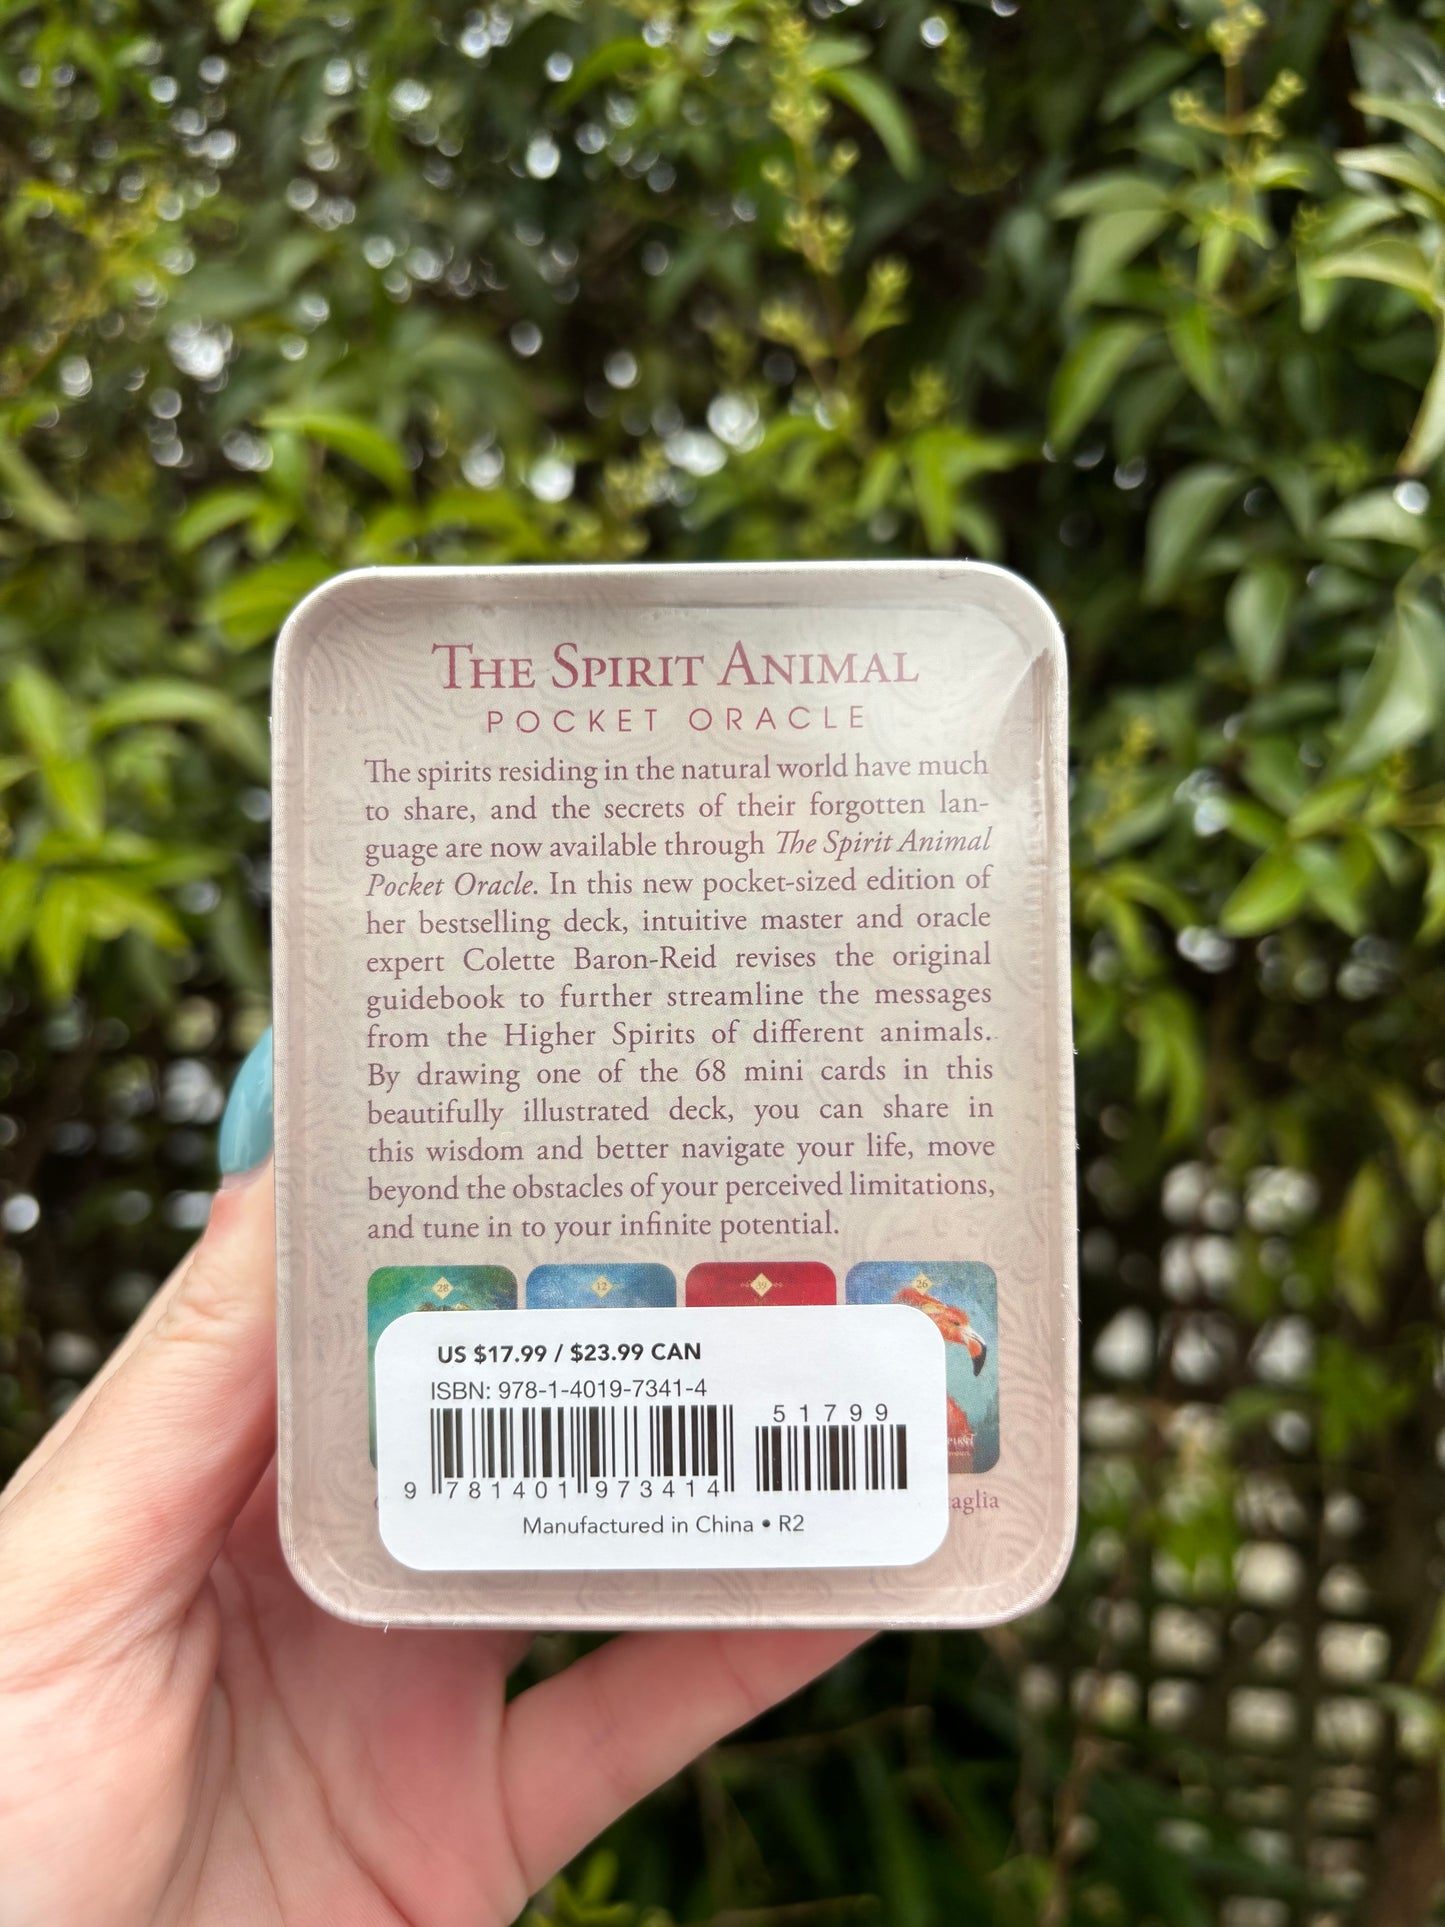 THE SPIRIT ANIMAL
POCKET ORACLE
The spirits residing in the natural world have much
to share, and the secrets of their forgotten lan-
guage are now available through The Spirit Animal
Pocket Oracle. In this new pocket-sized edition of
her bestselling deck, intuitive master and oracle
expert Colette Baron-Reid revises the original
guidebook to further streamline the messages
from the Higher Spirits of different animals.
By drawing one of the 68 mini cards in this
beautifully illustrated deck, you can share in
this wisdom and better navigate your life, move
beyond the obstacles of your perceived limitations,
and tune in to your infinite potential.
28 12 39 26
US $17.99 / $23.99 CAN
ISBN: 978-1-4019-7341-4
51799
9 781401 973414
Manufactured in China • R2